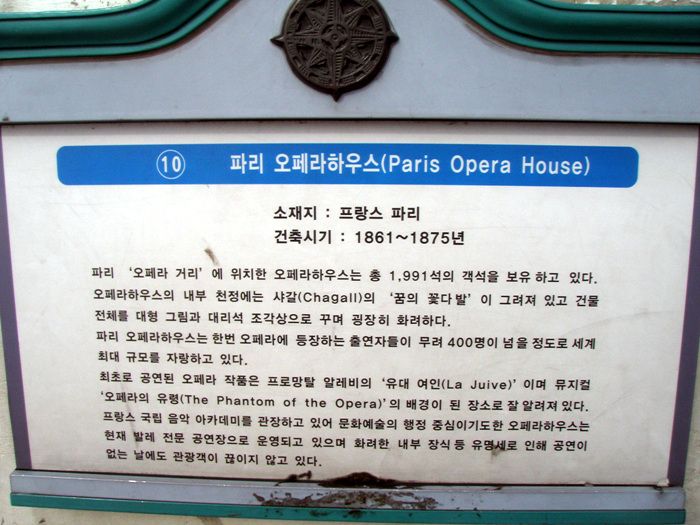 ⑩ 파리 오페라하우스(Paris Opera House)
소재지 : 프랑스 파리
건축시기 : 1861~1875년
파리 ‘오페라 거리’에 위치한 오페라하우스는 총 1,991석의 객석을 보유 하고 있다.
오페라하우스의 내부 천정에는 샤갈(Chagall)의 ‘꿈의 꽃다발’이 그려져 있고 건물
전체를 대형 그림과 대리석 조각상으로 꾸며 굉장히 화려하다.
파리 오페라하우스는 한번 오페라에 등장하는 출연자들이 무려 400명이 넘을 정도로 세계
최대 규모를 자랑하고 있다.
최초로 공연된 오페라 작품은 프로망탈 알레비의 ‘유대 여인(La Juive)’이며 뮤지컬
‘오페라의 유령(The Phantom of the Opera)’의 배경이 된 장소로 잘 알려져 있다.
프랑스 국립 음악 아카데미를 관장하고 있어 문화예술의 행정 중심이기도한 오페라하우스는
현재 발레 전문 공연장으로 운영되고 있으며 화려한 내부 장식 등 유명세로 인해 공연이
없는 날에도 관광객이 끊이지 않고 있다.